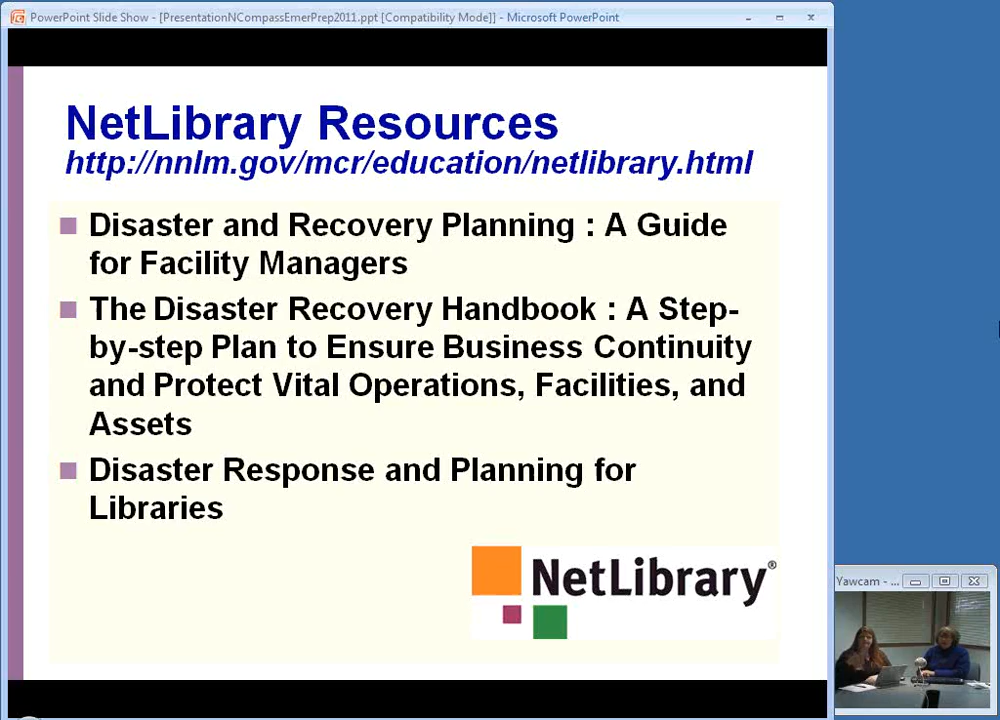 PowerPoint Slide Show - [PresentationNCompassEmerPrep2011.ppt [Compatibility Mode]] - Microsoft PowerPoint
NetLibrary Resources
http://nnlm.gov/mcr/education/netlibrary.html
Disaster and Recovery Planning : A Guide
for Facility Managers
The Disaster Recovery Handbook : A Step-
by-step Plan to Ensure Business Continuity
and Protect Vital Operations, Facilities, and
Assets
Disaster Response and Planning for
Libraries
NetLibrary®
Yawcam - ...